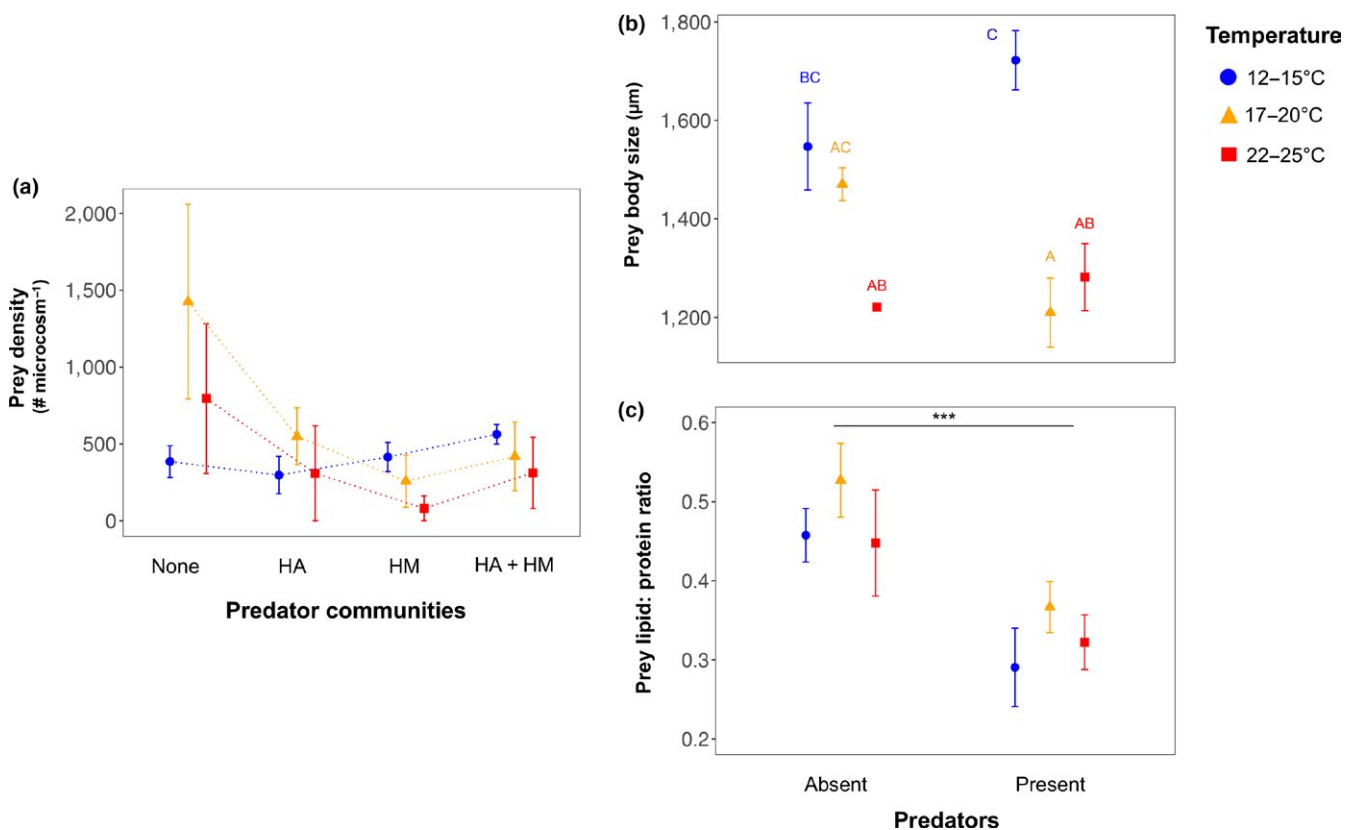 (a)
Prey density
(# microcosm⁻¹)
2,000
1,500
1,000
500
0
None HA HM HA + HM
Predator communities
(b)
Prey body size (µm)
1,800
1,600
1,400
1,200
BC
AC
AB
C
A
AB
Temperature
12–15°C
17–20°C
22–25°C
(c)
Prey lipid: protein ratio
0.6
0.5
0.4
0.3
0.2
***
Absent Present
Predators